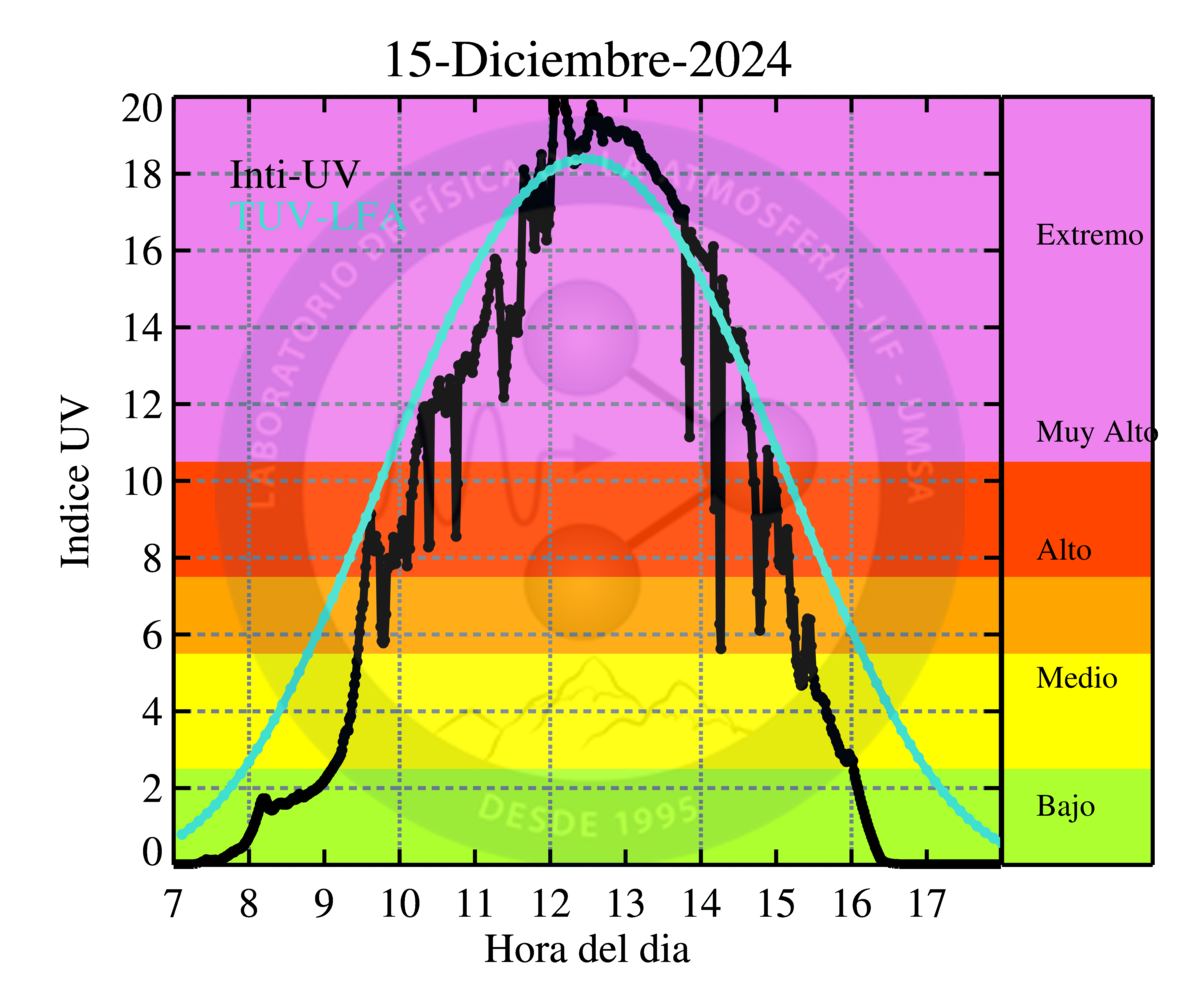 15-Diciembre-2024
Indice UV
20
18
16
14
12
10
8
6
4
2
0
Inti-UV
TUV-LFA
LABORATORIO DE FÍSICA DE LA ATMÓSFERA - IIF - UMSA
DESDE 1995
Extremo
Muy Alto
Alto
Medio
Bajo
7 8 9 10 11 12 13 14 15 16 17
Hora del dia